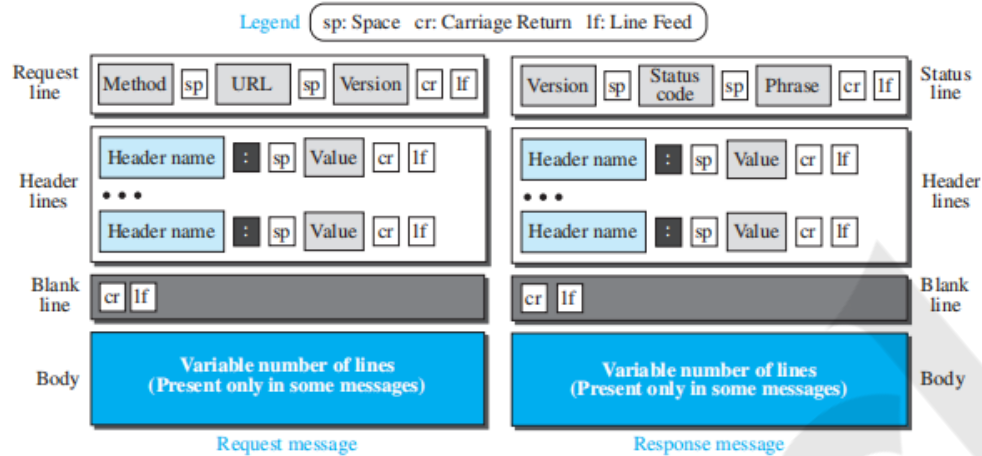 Legend sp: Space cr: Carriage Return lf: Line Feed
Request line
Method sp URL sp Version cr lf
Header lines
Header name : sp Value cr lf
•••
Header name : sp Value cr lf
Blank line
cr lf
Body
Variable number of lines
(Present only in some messages)
Request message
Version sp Status code sp Phrase cr lf
Status line
Header name : sp Value cr lf
•••
Header name : sp Value cr lf
Header lines
cr lf
Blank line
Variable number of lines
(Present only in some messages)
Body
Response message